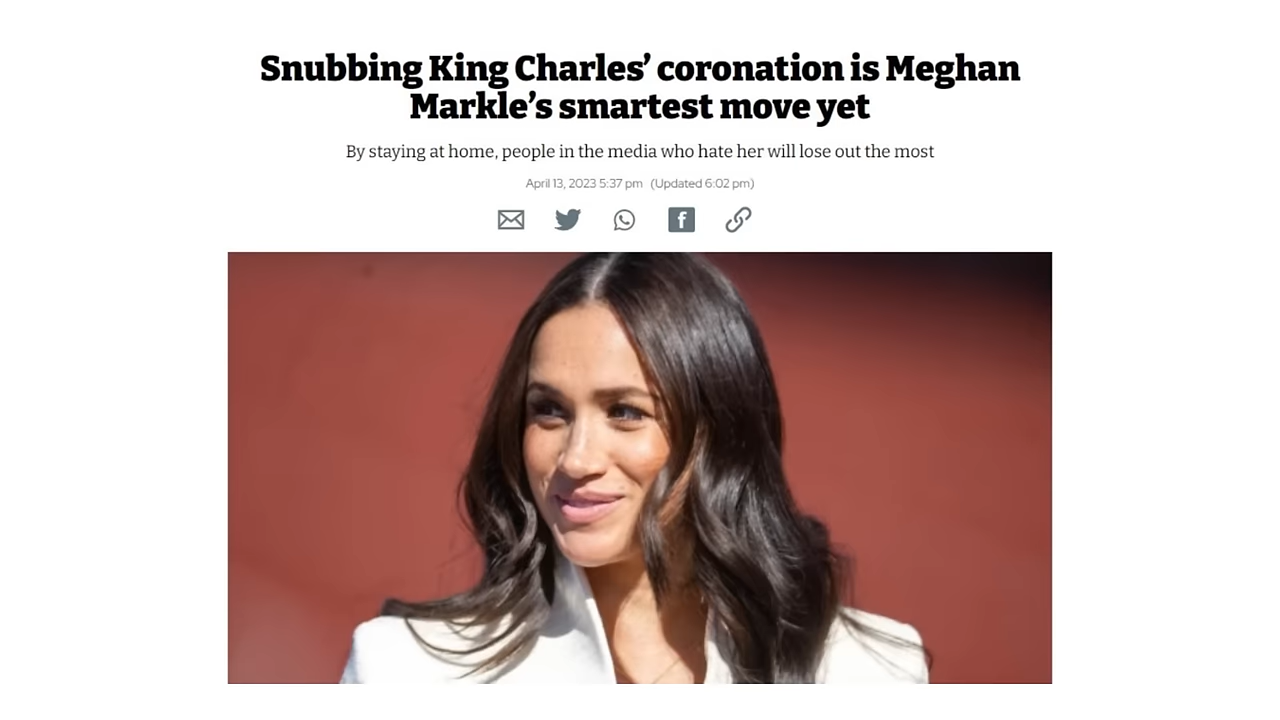 Snubbing King Charles’ coronation is Meghan
Markle’s smartest move yet
By staying at home, people in the media who hate her will lose out the most
April 13, 2023 5:37 pm (Updated 6:02 pm)
f